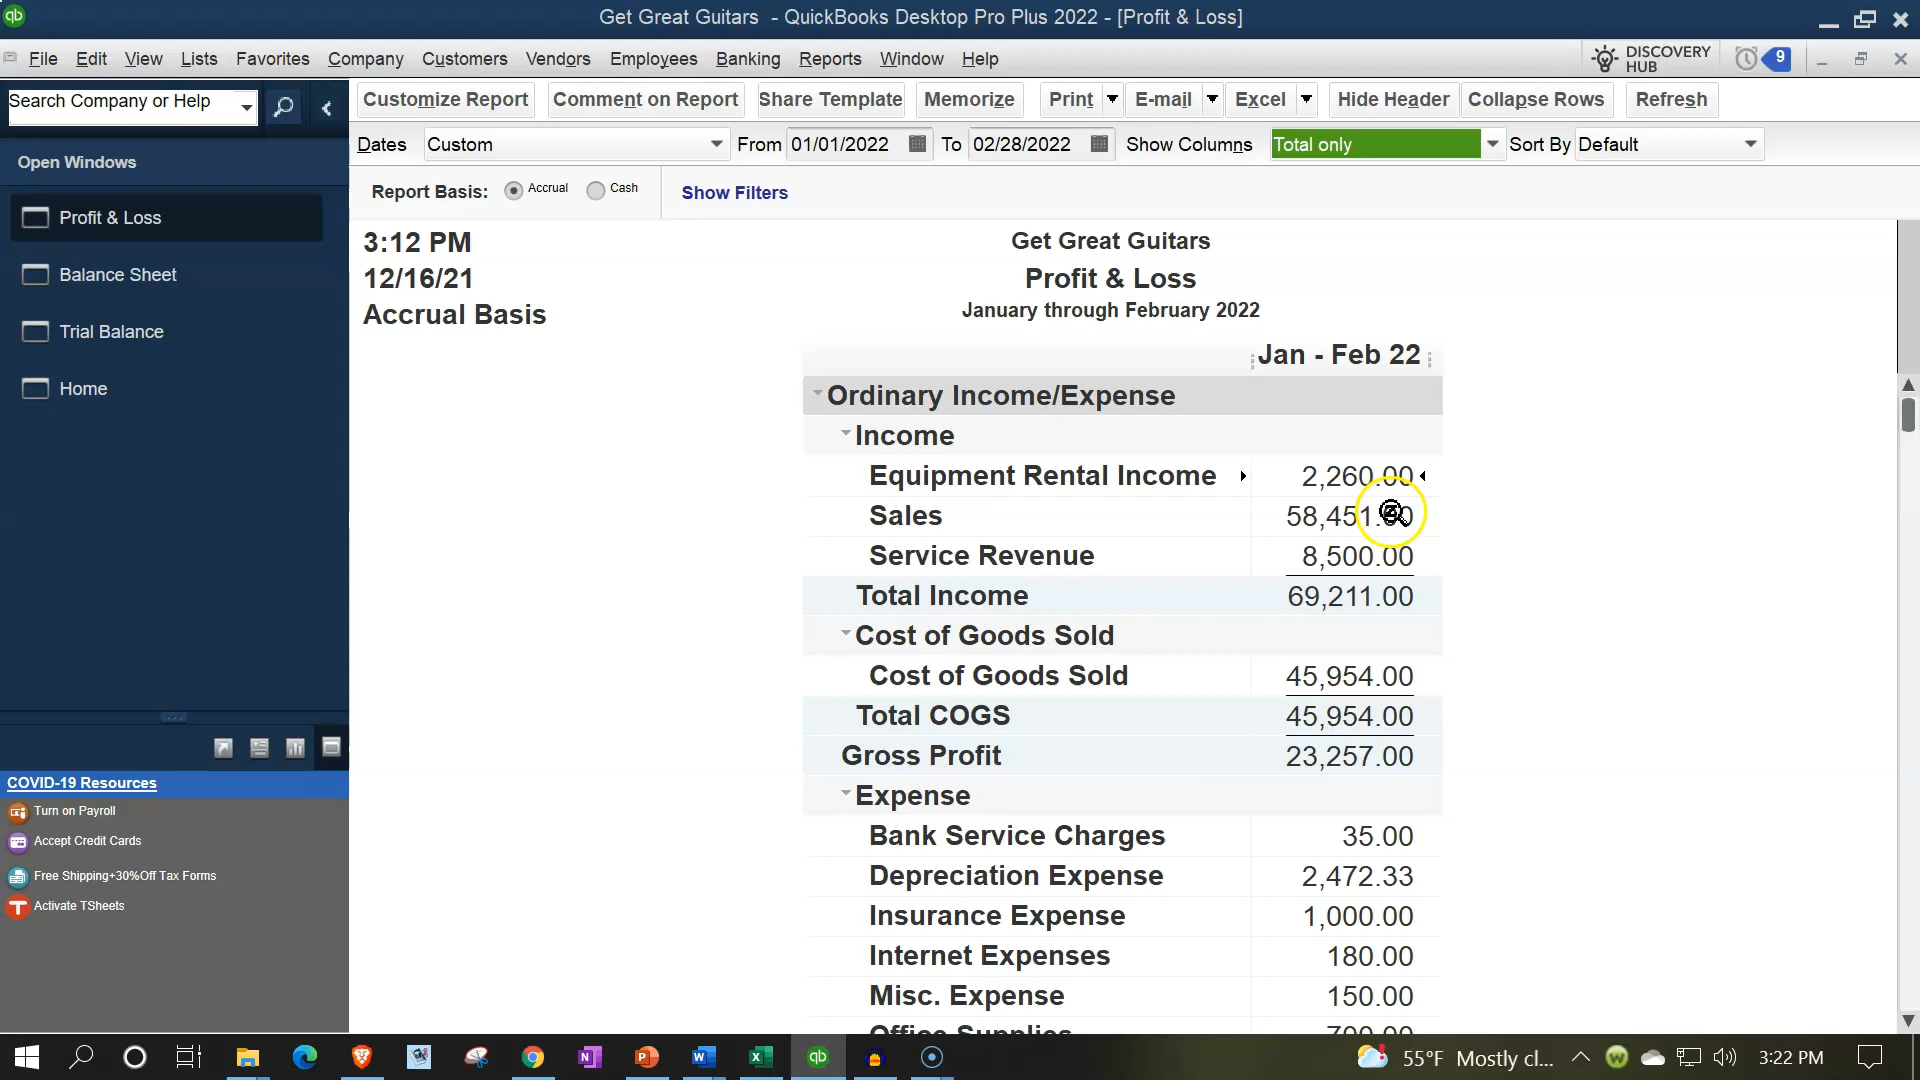 qb
Get Great Guitars - QuickBooks Desktop Pro Plus 2022 - [Profit & Loss]
File Edit View Lists Favorites Company Customers Vendors Employees Banking Reports Window Help
DISCOVERY
HUB
9
Search Company or Help
Customize Report Comment on Report Share Template Memorize Print E-mail Excel Hide Header Collapse Rows Refresh
Dates Custom From 01/01/2022 To 02/28/2022 Show Columns Total only Sort By Default
Open Windows
Report Basis: Accrual Cash Show Filters
Profit & Loss
Balance Sheet
Trial Balance
Home
3:12 PM
12/16/21
Accrual Basis
Get Great Guitars
Profit & Loss
January through February 2022
Jan - Feb 22
Ordinary Income/Expense
Income
Equipment Rental Income 2,260.00
Sales 58,451.00
Service Revenue 8,500.00
Total Income 69,211.00
Cost of Goods Sold
Cost of Goods Sold 45,954.00
Total COGS 45,954.00
Gross Profit 23,257.00
Expense
Bank Service Charges 35.00
Depreciation Expense 2,472.33
Insurance Expense 1,000.00
Internet Expenses 180.00
Misc. Expense 150.00
Office Supplies
COVID-19 Resources
Turn on Payroll
Accept Credit Cards
Free Shipping+30%Off Tax Forms
Activate TSheets
55°F Mostly cl... 3:22 PM